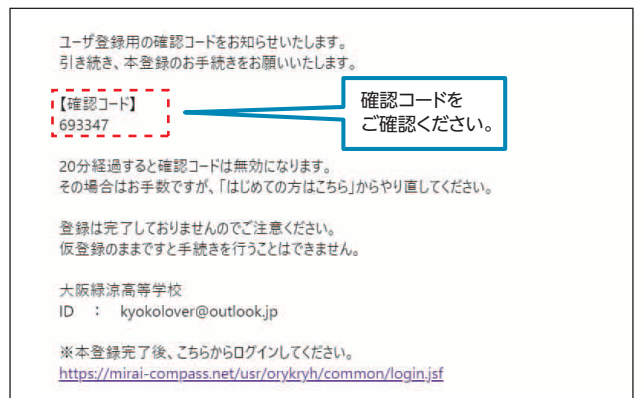 ユーザ登録用の確認コードをお知らせいたします。
引き続き、本登録のお手続きをお願いいたします。
【確認コード】
693347
確認コードを
ご確認ください。
20分経過すると確認コードは無効になります。
その場合はお手数ですが、「はじめての方はこちら」からやり直してください。
登録は完了しておりませんのでご注意ください。
仮登録のままですと手続きを行うことはできません。
大阪緑涼高等学校
ID ： kyokolover@outlook.jp
※本登録完了後、こちらからログインしてください。
https://mirai-compass.net/usr/orykryh/common/login.jsf